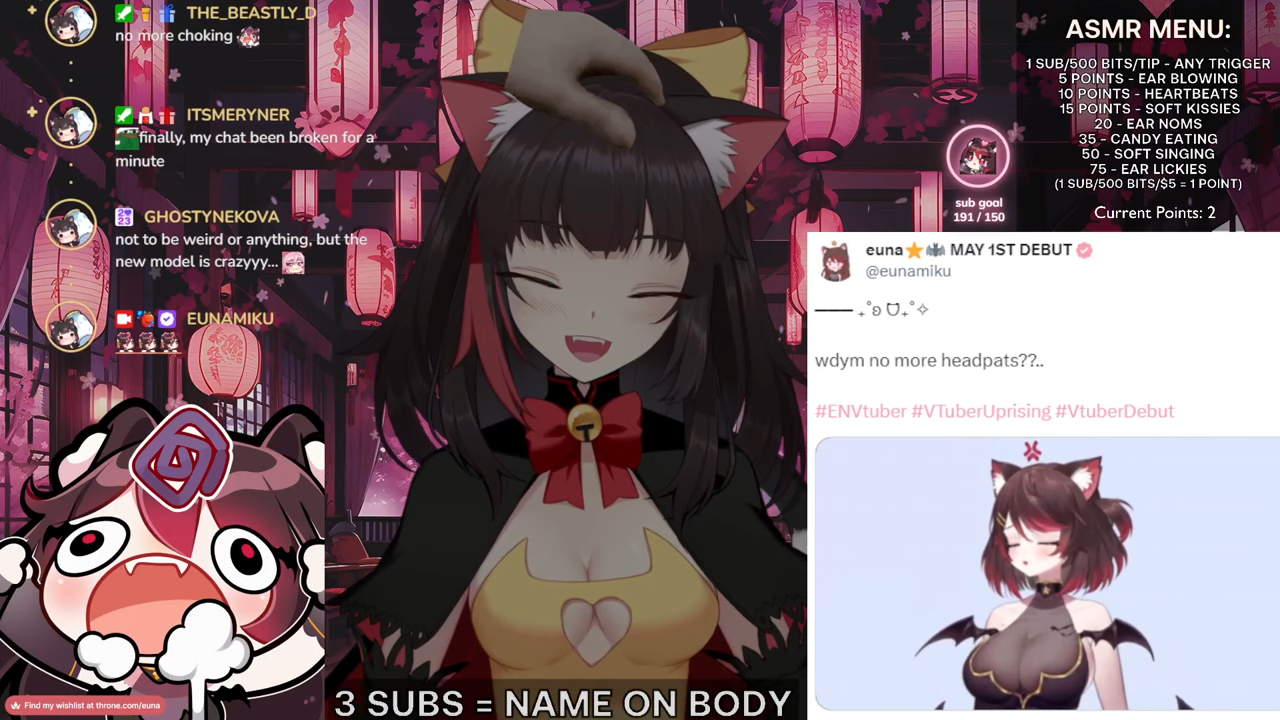 THE_BEASTLY_D
no more choking
ITSMERYNER
finally, my chat been broken for a
minute
2
23
GHOSTYNEKOVA
not to be weird or anything, but the
new model is crazyyy...
EUNAMIKU
Find my wishlist at throne.com/euna
3 SUBS = NAME ON BODY
ASMR MENU:
1 SUB/500 BITS/TIP - ANY TRIGGER
5 POINTS - EAR BLOWING
10 POINTS - HEARTBEATS
15 POINTS - SOFT KISSIES
20 - EAR NOMS
35 - CANDY EATING
50 - SOFT SINGING
75 - EAR LICKIES
(1 SUB/500 BITS/$5 = 1 POINT)
Current Points: 2
sub goal
191 / 150
euna⭐🦇 MAY 1ST DEBUT
@eunamiku
—— ₊˚ʚ ᗢ₊˚✧
wdym no more headpats??..
#ENVtuber #VTuberUprising #VtuberDebut